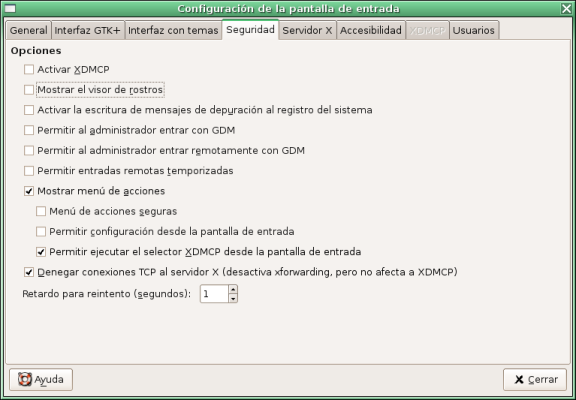 Configuración de la pantalla de entrada
General Interfaz GTK+ Interfaz con temas Seguridad Servidor X Accesibilidad XDMCP Usuarios
Opciones
Activar XDMCP
Mostrar el visor de rostros
Activar la escritura de mensajes de depuración al registro del sistema
Permitir al administrador entrar con GDM
Permitir al administrador entrar remotamente con GDM
Permitir entradas remotas temporizadas
Mostrar menú de acciones
Menú de acciones seguras
Permitir configuración desde la pantalla de entrada
Permitir ejecutar el selector XDMCP desde la pantalla de entrada
Denegar conexiones TCP al servidor X (desactiva xforwarding, pero no afecta a XDMCP)
Retardo para reintento (segundos): 1
Ayuda Cerrar